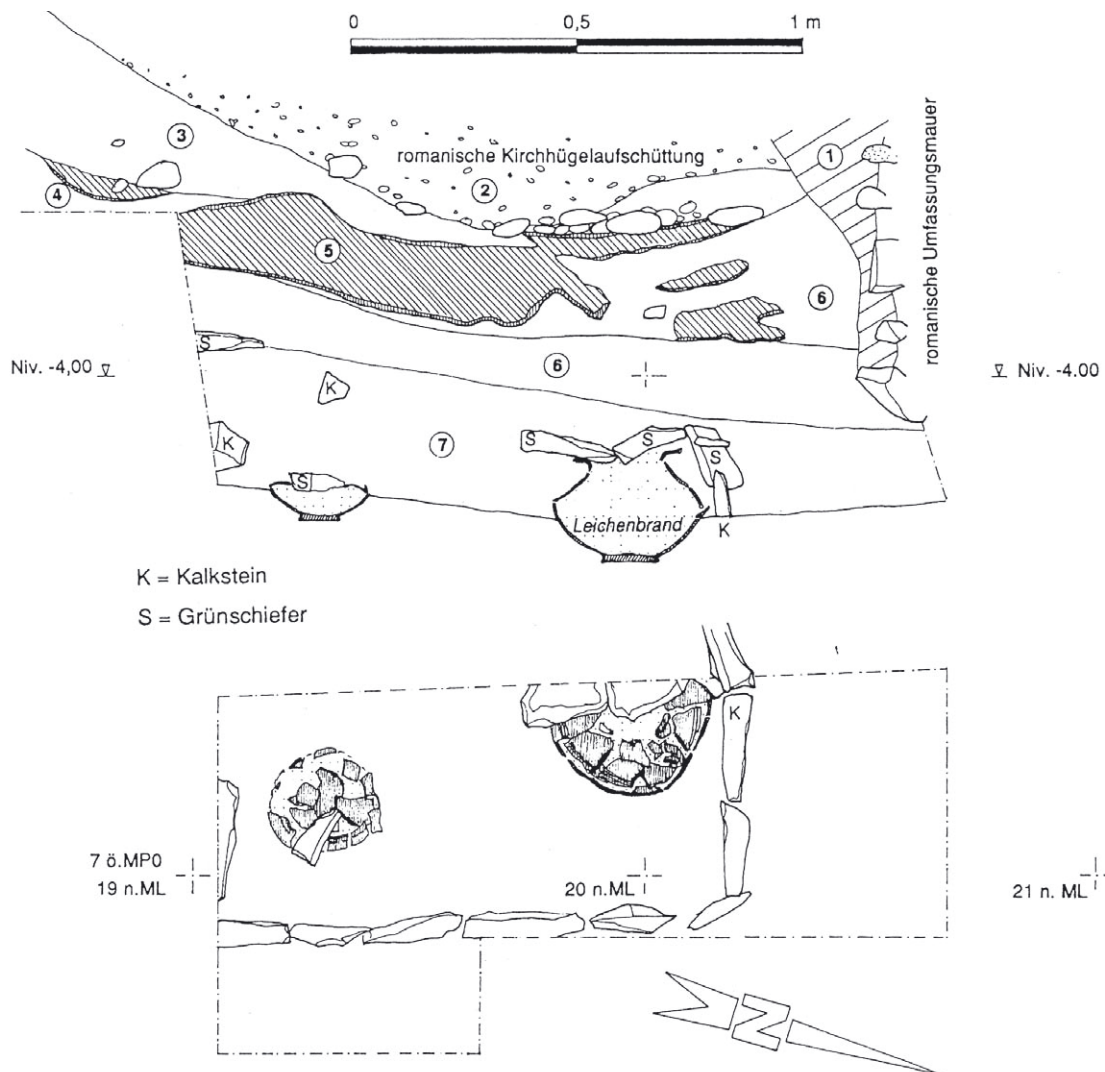 0 0,5 1 m
romanische Umfassungsmauer
3
1
romanische Kirchhügelaufschüttung
2
4
5
6
S
6
Niv. -4,00
Niv. -4.00
K
K
7
S
S
S
S
Leichenbrand
K
K = Kalkstein
S = Grünschiefer
K
7 ö.MP0
19 n.ML
20 n.ML
21 n. ML
N